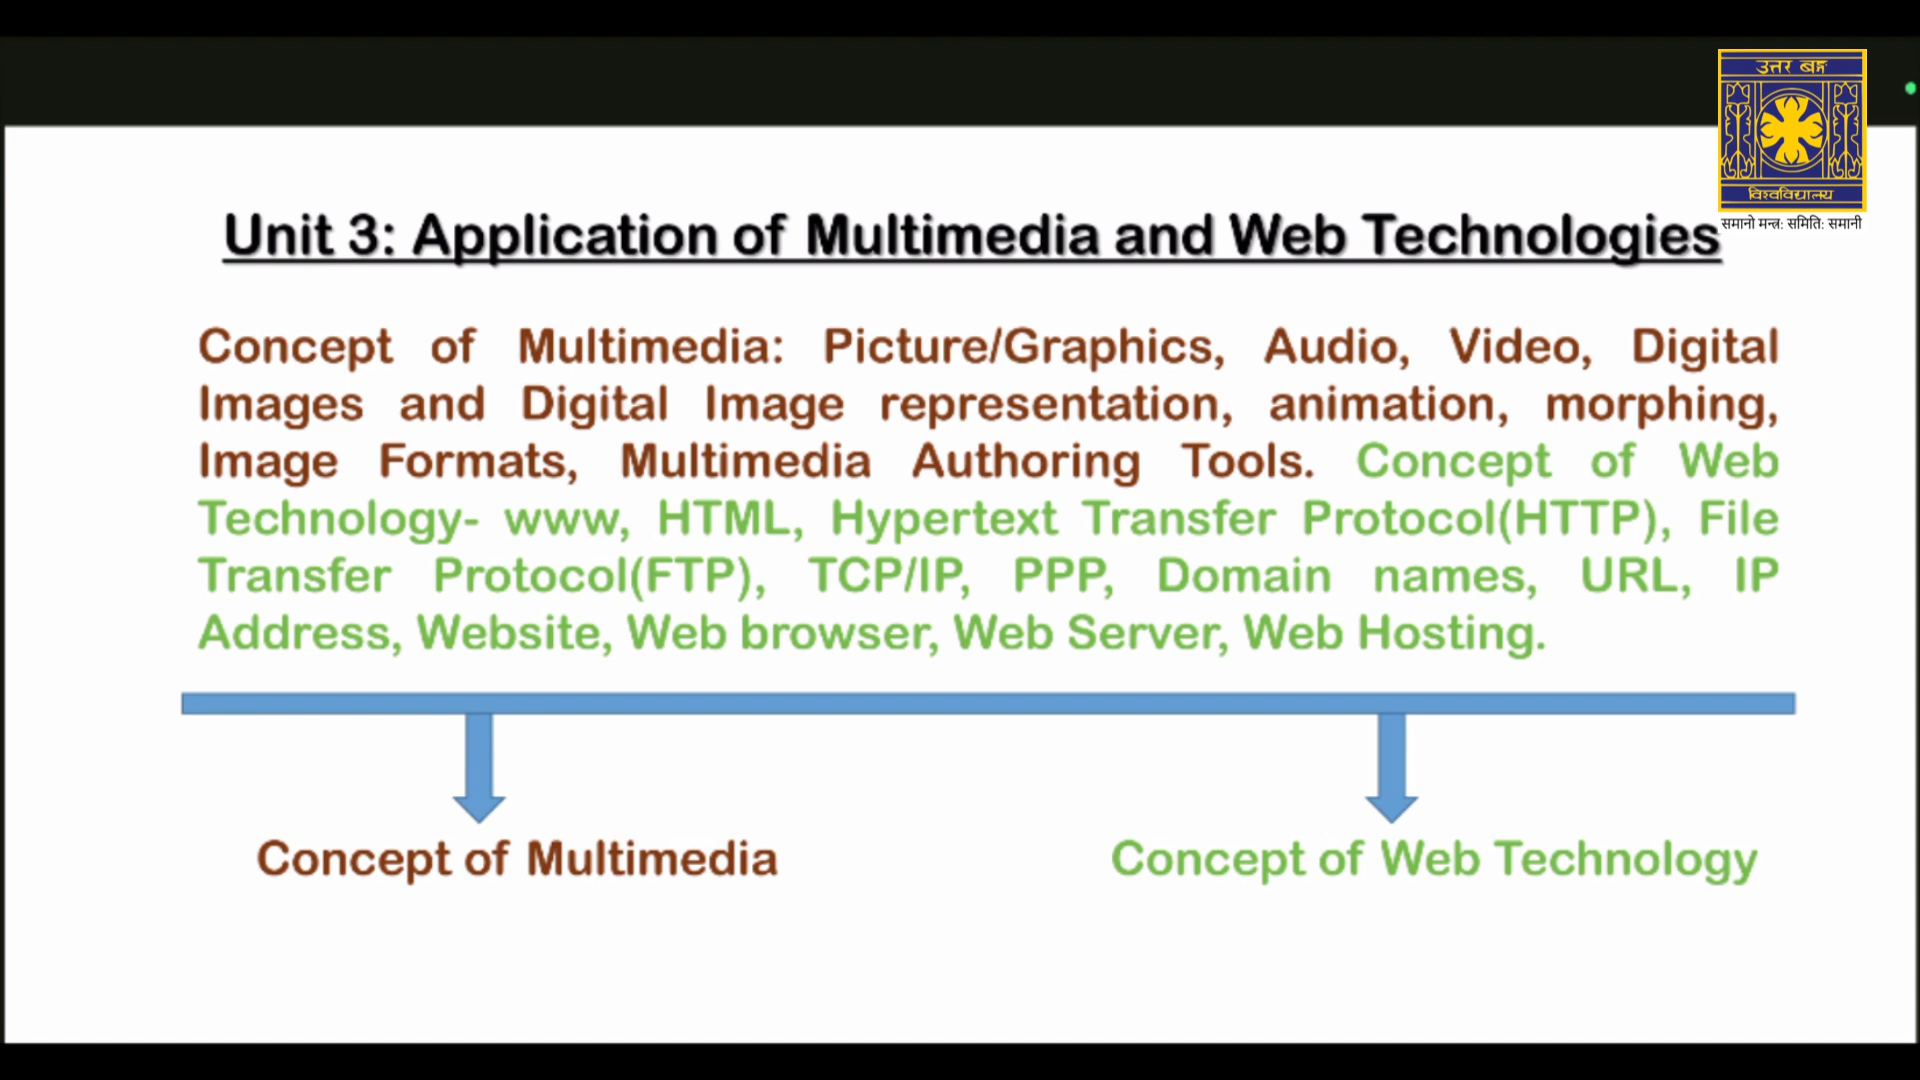 उत्तर बङ्ग
विश्वविद्यालय
समानो मन्त्र: समिति: समानी
Unit 3: Application of Multimedia and Web Technologies
Concept of Multimedia: Picture/Graphics, Audio, Video, Digital
Images and Digital Image representation, animation, morphing,
Image Formats, Multimedia Authoring Tools. Concept of Web
Technology- www, HTML, Hypertext Transfer Protocol(HTTP), File
Transfer Protocol(FTP), TCP/IP, PPP, Domain names, URL, IP
Address, Website, Web browser, Web Server, Web Hosting.
Concept of Multimedia
Concept of Web Technology